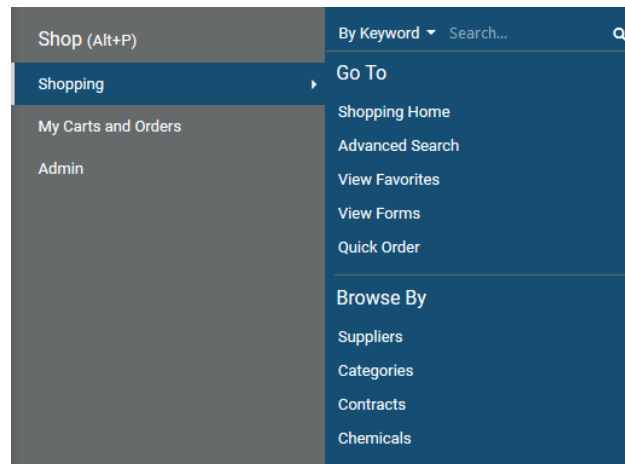 Shop (Alt+P)
Shopping
My Carts and Orders
Admin
By Keyword Search...
Go To
Shopping Home
Advanced Search
View Favorites
View Forms
Quick Order
Browse By
Suppliers
Categories
Contracts
Chemicals